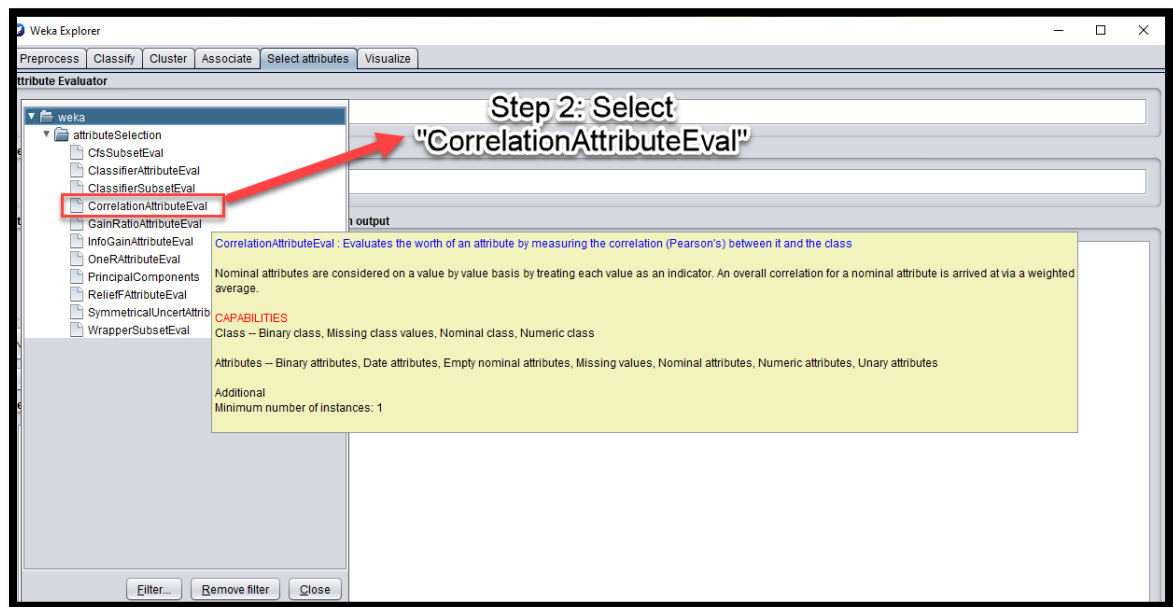 Weka Explorer
Preprocess Classify Cluster Associate Select attributes Visualize
ttribute Evaluator
weka
attributeSelection
CfsSubsetEval
ClassifierAttributeEval
ClassifierSubsetEval
CorrelationAttributeEval
GainRatioAttributeEval
InfoGainAttributeEval
OneRAttributeEval
PrincipalComponents
ReliefFAttributeEval
SymmetricalUncertAttrib
WrapperSubsetEval
Step 2: Select
"CorrelationAttributeEval"
n output
CorrelationAttributeEval : Evaluates the worth of an attribute by measuring the correlation (Pearson's) between it and the class
Nominal attributes are considered on a value by value basis by treating each value as an indicator. An overall correlation for a nominal attribute is arrived at via a weighted
average.
CAPABILITIES
Class -- Binary class, Missing class values, Nominal class, Numeric class
Attributes -- Binary attributes, Date attributes, Empty nominal attributes, Missing values, Nominal attributes, Numeric attributes, Unary attributes
Additional
Minimum number of instances: 1
Filter... Remove filter Close